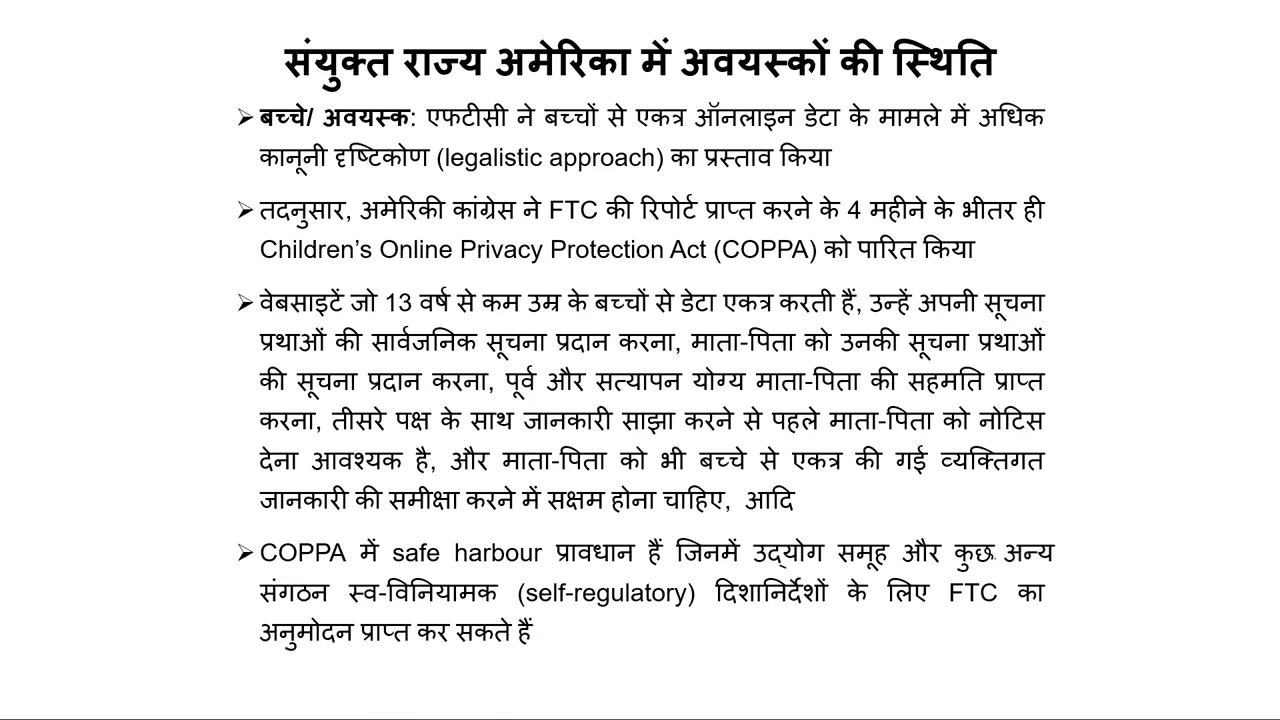 संयुक्त राज्य अमेरिका में अवयस्कों की स्थिति
➢ बच्चे/ अवयस्क: एफटीसी ने बच्चों से एकत्र ऑनलाइन डेटा के मामले में अधिक
कानूनी दृष्टिकोण (legalistic approach) का प्रस्ताव किया
➢ तदनुसार, अमेरिकी कांग्रेस ने FTC की रिपोर्ट प्राप्त करने के 4 महीने के भीतर ही
Children’s Online Privacy Protection Act (COPPA) को पारित किया
➢ वेबसाइटें जो 13 वर्ष से कम उम्र के बच्चों से डेटा एकत्र करती हैं, उन्हें अपनी सूचना
प्रथाओं की सार्वजनिक सूचना प्रदान करना, माता-पिता को उनकी सूचना प्रथाओं
की सूचना प्रदान करना, पूर्व और सत्यापन योग्य माता-पिता की सहमति प्राप्त
करना, तीसरे पक्ष के साथ जानकारी साझा करने से पहले माता-पिता को नोटिस
देना आवश्यक है, और माता-पिता को भी बच्चे से एकत्र की गई व्यक्तिगत
जानकारी की समीक्षा करने में सक्षम होना चाहिए, आदि
➢ COPPA में safe harbour प्रावधान हैं जिनमें उद्योग समूह और कुछ अन्य
संगठन स्व-विनियामक (self-regulatory) दिशानिर्देशों के लिए FTC का
अनुमोदन प्राप्त कर सकते हैं